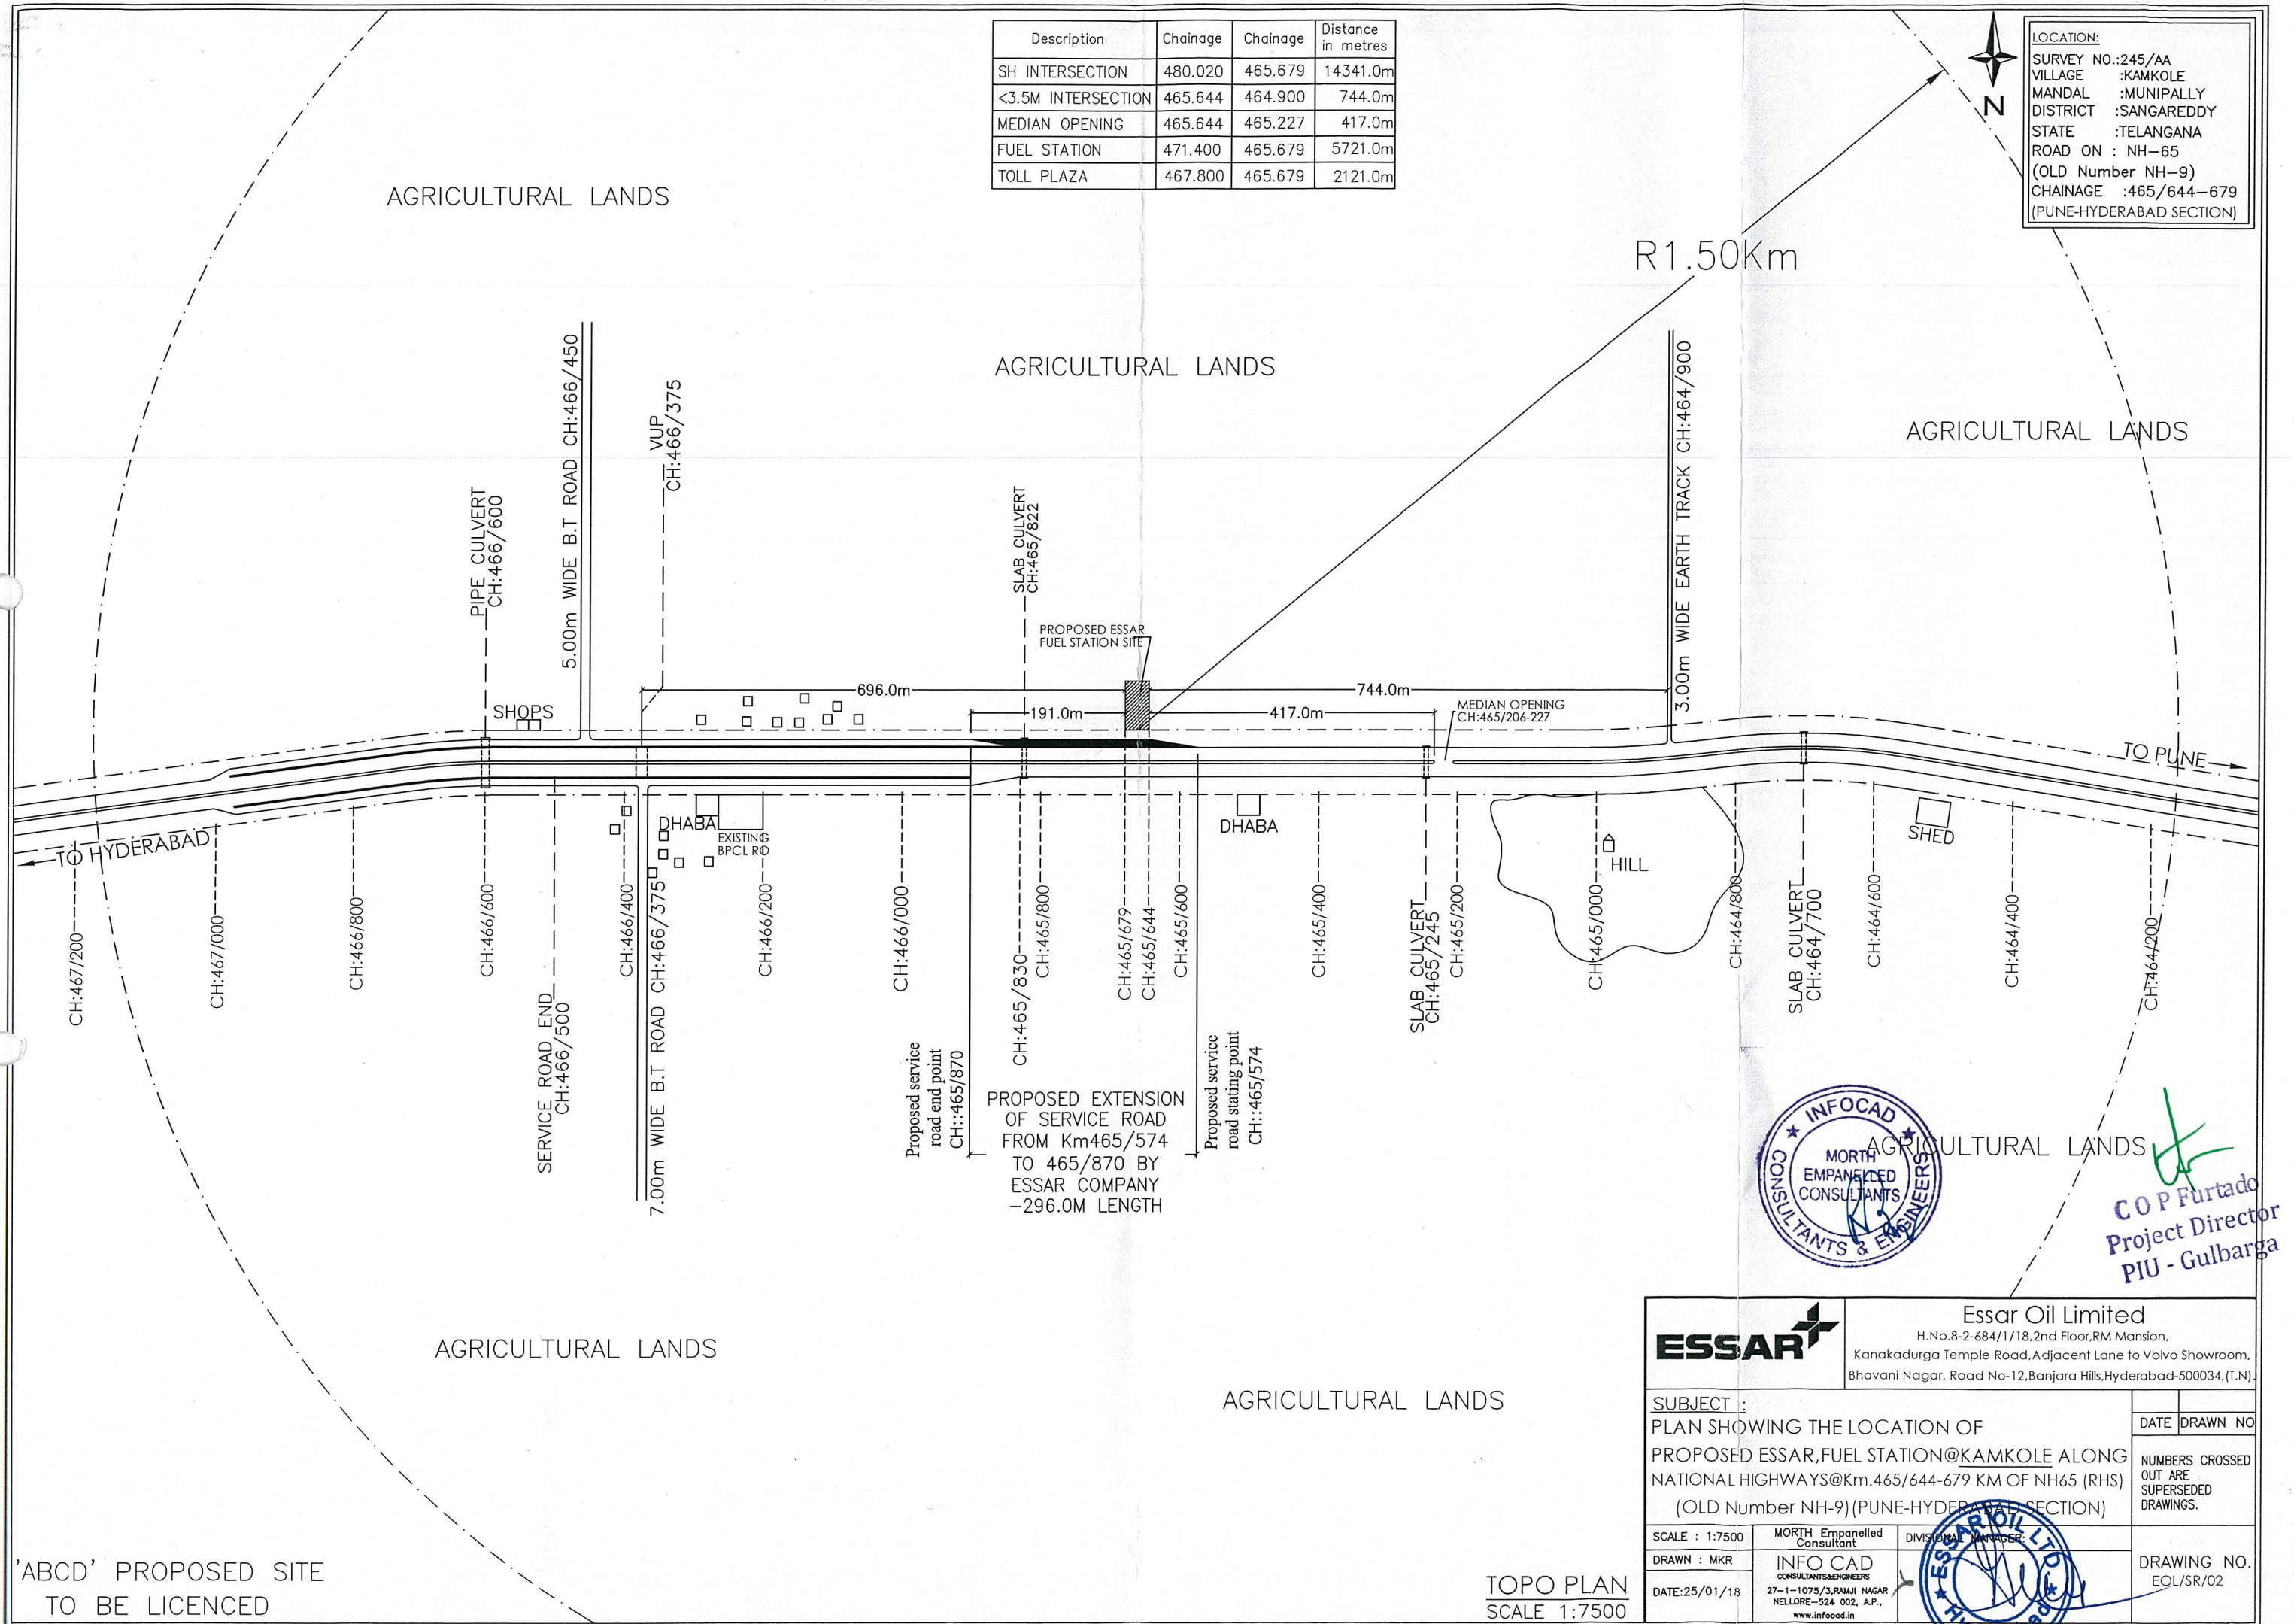 Description Chainage Chainage Distance in metres
SH INTERSECTION 480.020 465.679 14341.0m
<3.5M INTERSECTION 465.644 464.900 744.0m
MEDIAN OPENING 465.644 465.227 417.0m
FUEL STATION 471.400 465.679 5721.0m
TOLL PLAZA 467.800 465.679 2121.0m
N
LOCATION:
SURVEY NO.:245/AA
VILLAGE :KAMKOLE
MANDAL :MUNIPALLY
DISTRICT :SANGAREDDY
STATE :TELANGANA
ROAD ON : NH-65
(OLD Number NH-9)
CHAINAGE :465/644-679
(PUNE-HYDERABAD SECTION)
AGRICULTURAL LANDS
R1.50Km
AGRICULTURAL LANDS
AGRICULTURAL LANDS
PIPE CULVERT
CH:466/600
5.00m WIDE B.T ROAD CH:466/450
VUP
CH:466/375
SLAB CULVERT
CH:465/822
3.00m WIDE EARTH TRACK CH:464/900
PROPOSED ESSAR
FUEL STATION SITE
696.0m
744.0m
191.0m
417.0m
MEDIAN OPENING
CH:465/206-227
SHOPS
TO PUNE
TO HYDERABAD
DHABA
EXISTING
BPCL RO
DHABA
HILL
SHED
CH:467/200
CH:467/000
CH:466/800
CH:466/600
SERVICE ROAD END
CH:466/500
CH:466/400
7.00m WIDE B.T ROAD CH:466/375
CH:466/200
CH:466/000
CH:465/830
CH:465/800
CH:465/679
CH:465/644
CH:465/600
CH:465/400
SLAB CULVERT
CH:465/245
CH:465/200
CH:465/000
CH:464/800
SLAB CULVERT
CH:464/700
CH:464/600
CH:464/400
CH:464/200
Proposed service
road end point
CH::465/870
PROPOSED EXTENSION
OF SERVICE ROAD
FROM Km465/574
TO 465/870 BY
ESSAR COMPANY
-296.0M LENGTH
Proposed service
road stating point
CH::465/574
INFOCAD
CONSULTANTS & ENGINEERS
MORTH
EMPANELLED
CONSULTANTS
AGRICULTURAL LANDS
C O P Furtado
Project Director
PIU - Gulbarga
AGRICULTURAL LANDS
AGRICULTURAL LANDS
ESSAR
Essar Oil Limited
H.No.8-2-684/1/18,2nd Floor,RM Mansion,
Kanakadurga Temple Road,Adjacent Lane to Volvo Showroom,
Bhavani Nagar, Road No-12,Banjara Hills,Hyderabad-500034,(T.N).
SUBJECT :
PLAN SHOWING THE LOCATION OF
PROPOSED ESSAR,FUEL STATION@KAMKOLE ALONG
NATIONAL HIGHWAYS@Km.465/644-679 KM OF NH65 (RHS)
(OLD Number NH-9)(PUNE-HYDERABAD SECTION)
DATE DRAWN NO
NUMBERS CROSSED
OUT ARE
SUPERSEDED
DRAWINGS.
SCALE : 1:7500
DRAWN : MKR
DATE:25/01/18
MORTH Empanelled
Consultant
INFO CAD
CONSULTANTS&ENGINEERS
27-1-1075/3,RAMJI NAGAR
NELLORE-524 002, A.P.,
www.infocad.in
DIVISIONAL MANAGER:
ESSAR OIL LTD.
DRAWING NO.
EOL/SR/02
'ABCD' PROPOSED SITE
TO BE LICENCED
TOPO PLAN
SCALE 1:7500